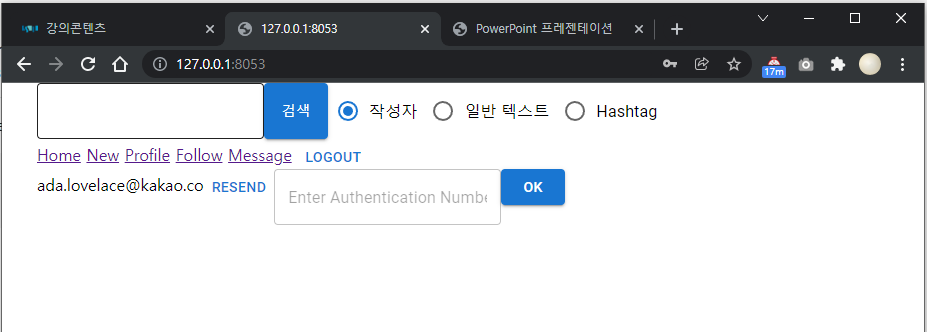 강의콘텐츠 127.0.0.1:8053 PowerPoint 프레젠테이션
127.0.0.1:8053 17m
검색 작성자 일반 텍스트 Hashtag
Home New Profile Follow Message LOGOUT
ada.lovelace@kakao.co RESEND Enter Authentication Numbe OK